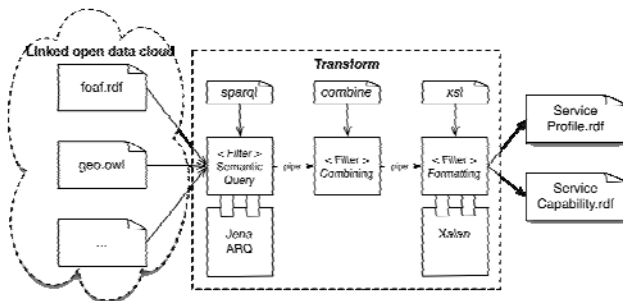 Linked open data cloud
Transform
foaf.rdf
sparql
combine
xsl
Service
Profile.rdf
geo.owl
< Filter >
Semantic
Query
pipe
< Filter >
Combining
pipe
< Filter >
Formatting
Service
Capability.rdf
...
Jena
ARQ
Xalan